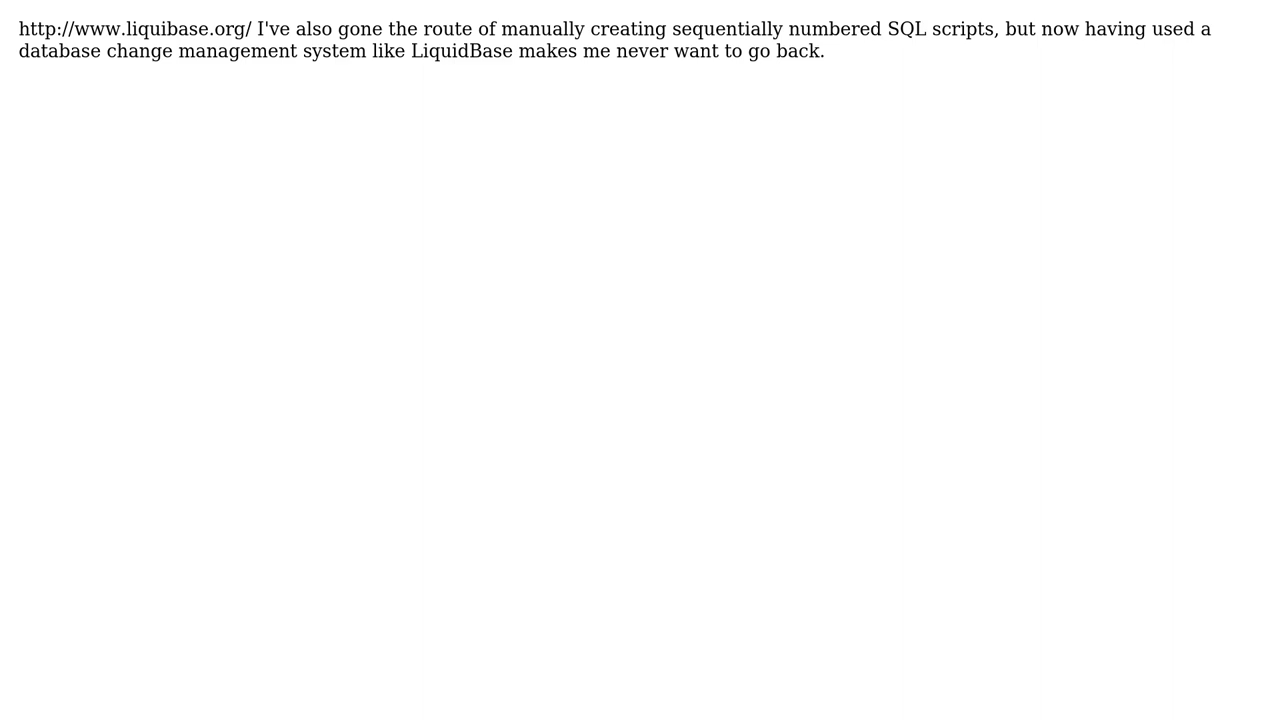 http://www.liquibase.org/ I've also gone the route of manually creating sequentially numbered SQL scripts, but now having used a
database change management system like LiquidBase makes me never want to go back.